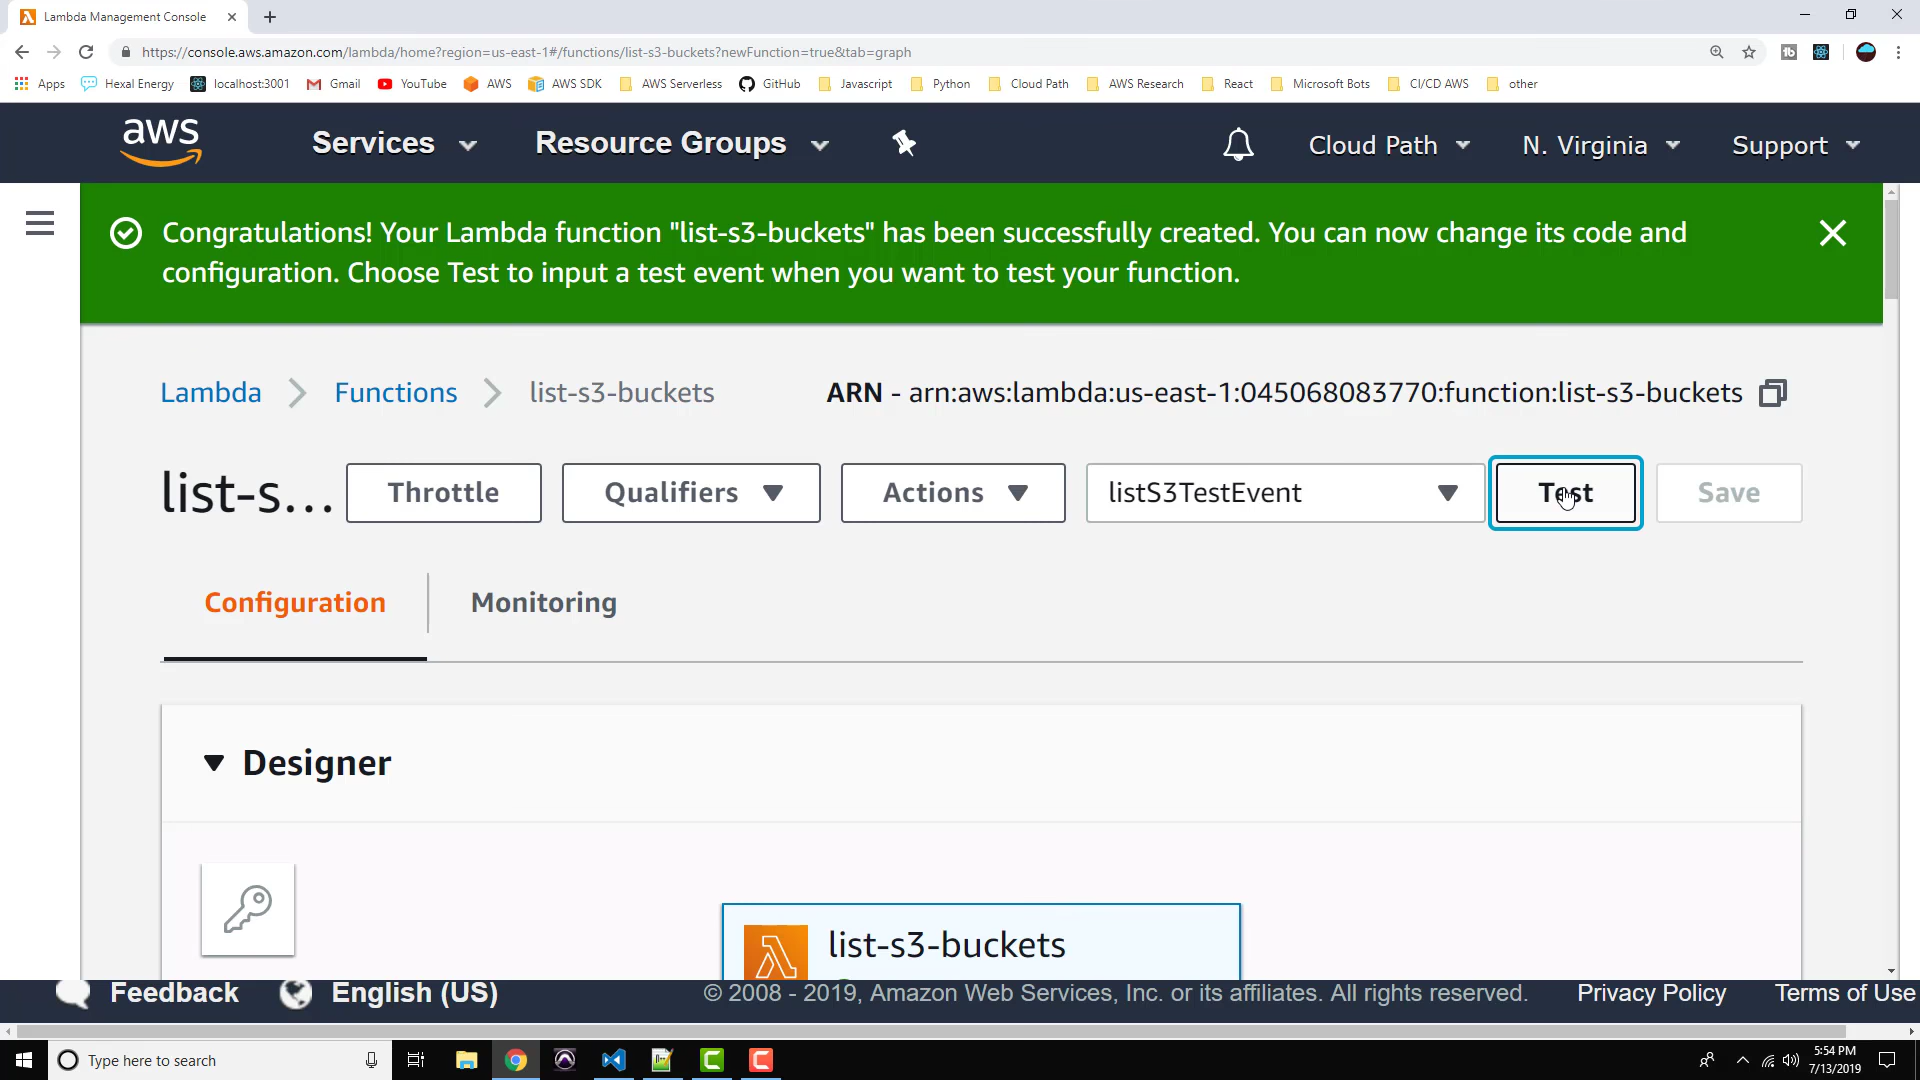 Lambda Management Console
https://console.aws.amazon.com/lambda/home?region=us-east-1#/functions/list-s3-buckets?newFunction=true&tab=graph
Apps Hexal Energy localhost:3001 Gmail YouTube AWS AWS SDK AWS Serverless GitHub Javascript Python Cloud Path AWS Research React Microsoft Bots CI/CD AWS other
aws Services Resource Groups Cloud Path N. Virginia Support
Congratulations! Your Lambda function "list-s3-buckets" has been successfully created. You can now change its code and
configuration. Choose Test to input a test event when you want to test your function.
Lambda Functions list-s3-buckets ARN - arn:aws:lambda:us-east-1:045068083770:function:list-s3-buckets
list-s... Throttle Qualifiers Actions listS3TestEvent Test Save
Configuration Monitoring
Designer
list-s3-buckets
Feedback English (US) © 2008 - 2019, Amazon Web Services, Inc. or its affiliates. All rights reserved. Privacy Policy Terms of Use
Type here to search
5:54 PM
7/13/2019